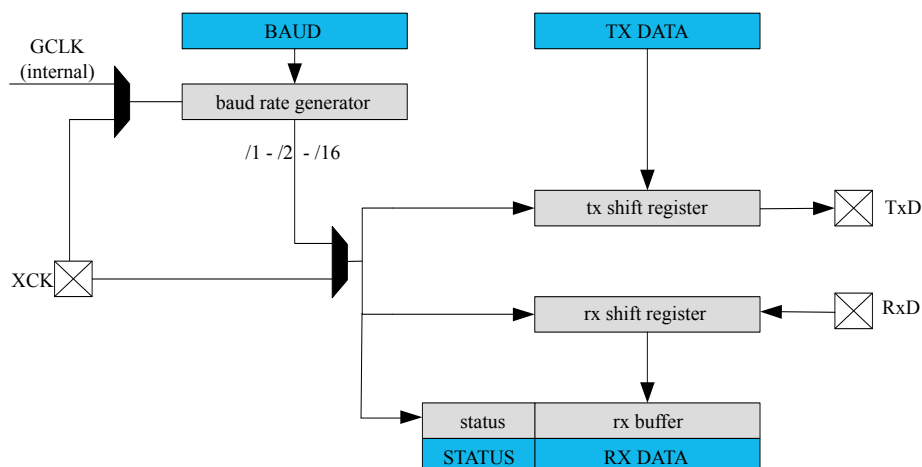 BAUD
TX DATA
GCLK
(internal)
baud rate generator
/1 - /2 - /16
tx shift register
TxD
XCK
rx shift register
RxD
status
rx buffer
STATUS
RX DATA